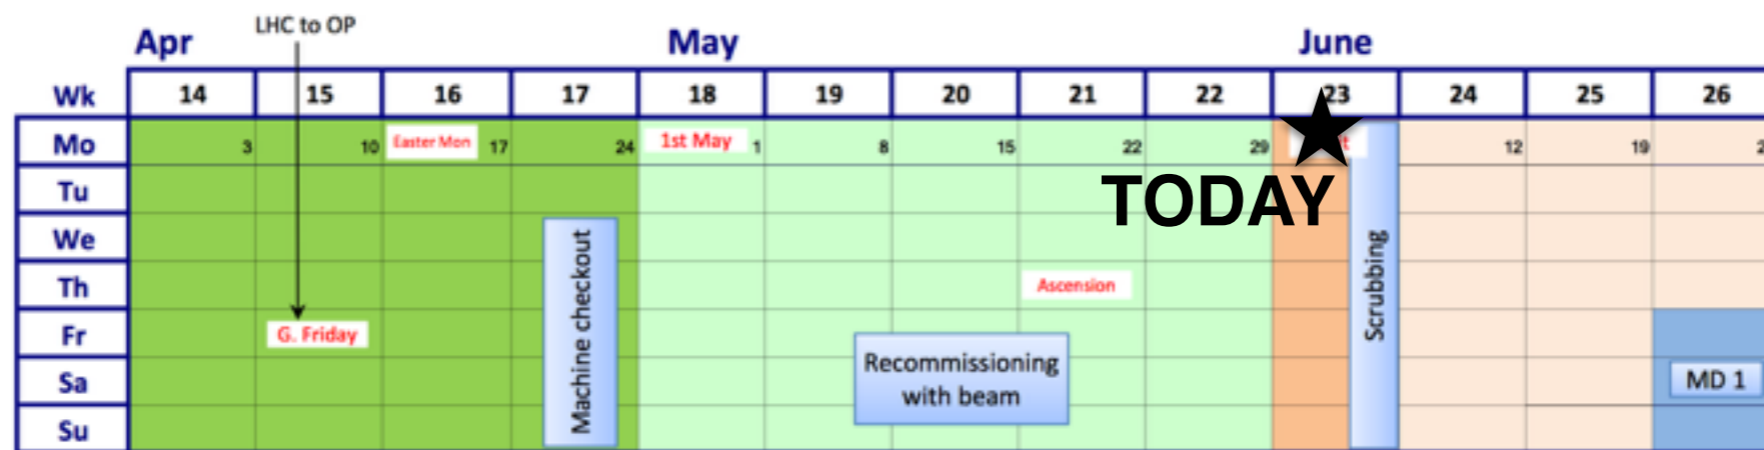 LHC to OP
Apr May June
Wk 14 15 16 17 18 19 20 21 22 23 24 25 26
Mo 3 10 Easter Mon 17 24 1st May 1 8 15 22 29 12 19
TODAY
Tu
We
Th Ascension
Fr G. Friday
Sa
Su
Machine checkout
Recommissioning
with beam
Scrubbing
MD 1